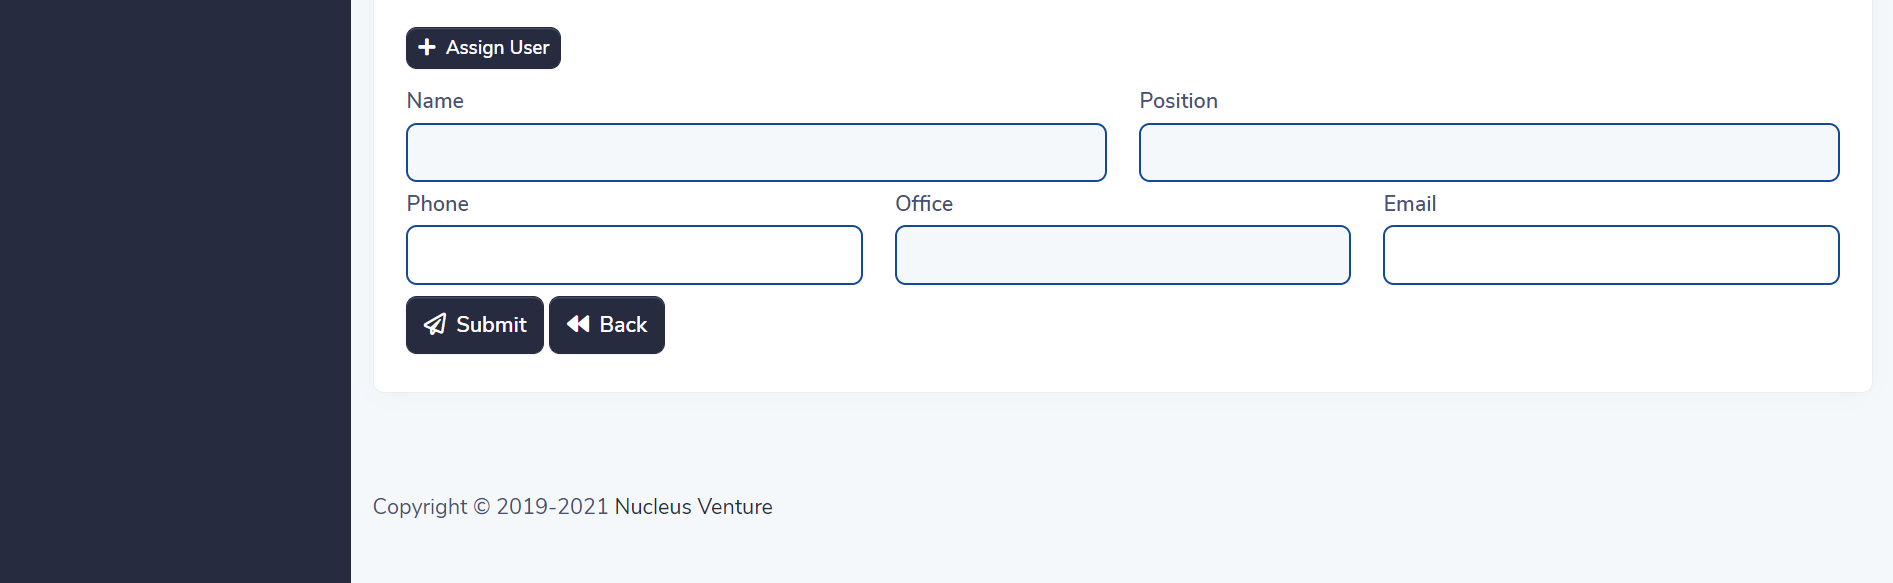 Assign User
Name Position
Phone Office Email
Submit Back
Copyright © 2019-2021 Nucleus Venture